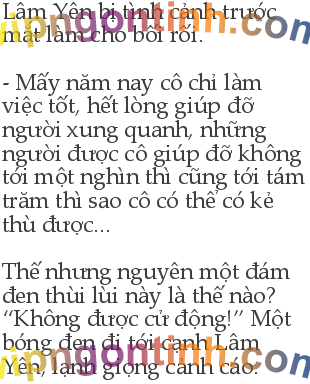 Lâm Yên bị tình cảnh trước
mắt làm cho bối rối.
- Mấy năm nay cô chỉ làm
việc tốt, hết lòng giúp đỡ
người xung quanh, những
người được cô giúp đỡ không
tới một nghìn thì cũng tới tám
trăm thì sao cô có thể có kẻ
thù được...
Thế nhưng nguyên một đám
đen thùi lùi này là thế nào?
“Không được cử động!” Một
bóng đen đi tới cạnh Lâm
Yên, lạnh giọng cảnh cáo.
vipngontinh.com
vipngontinh.com